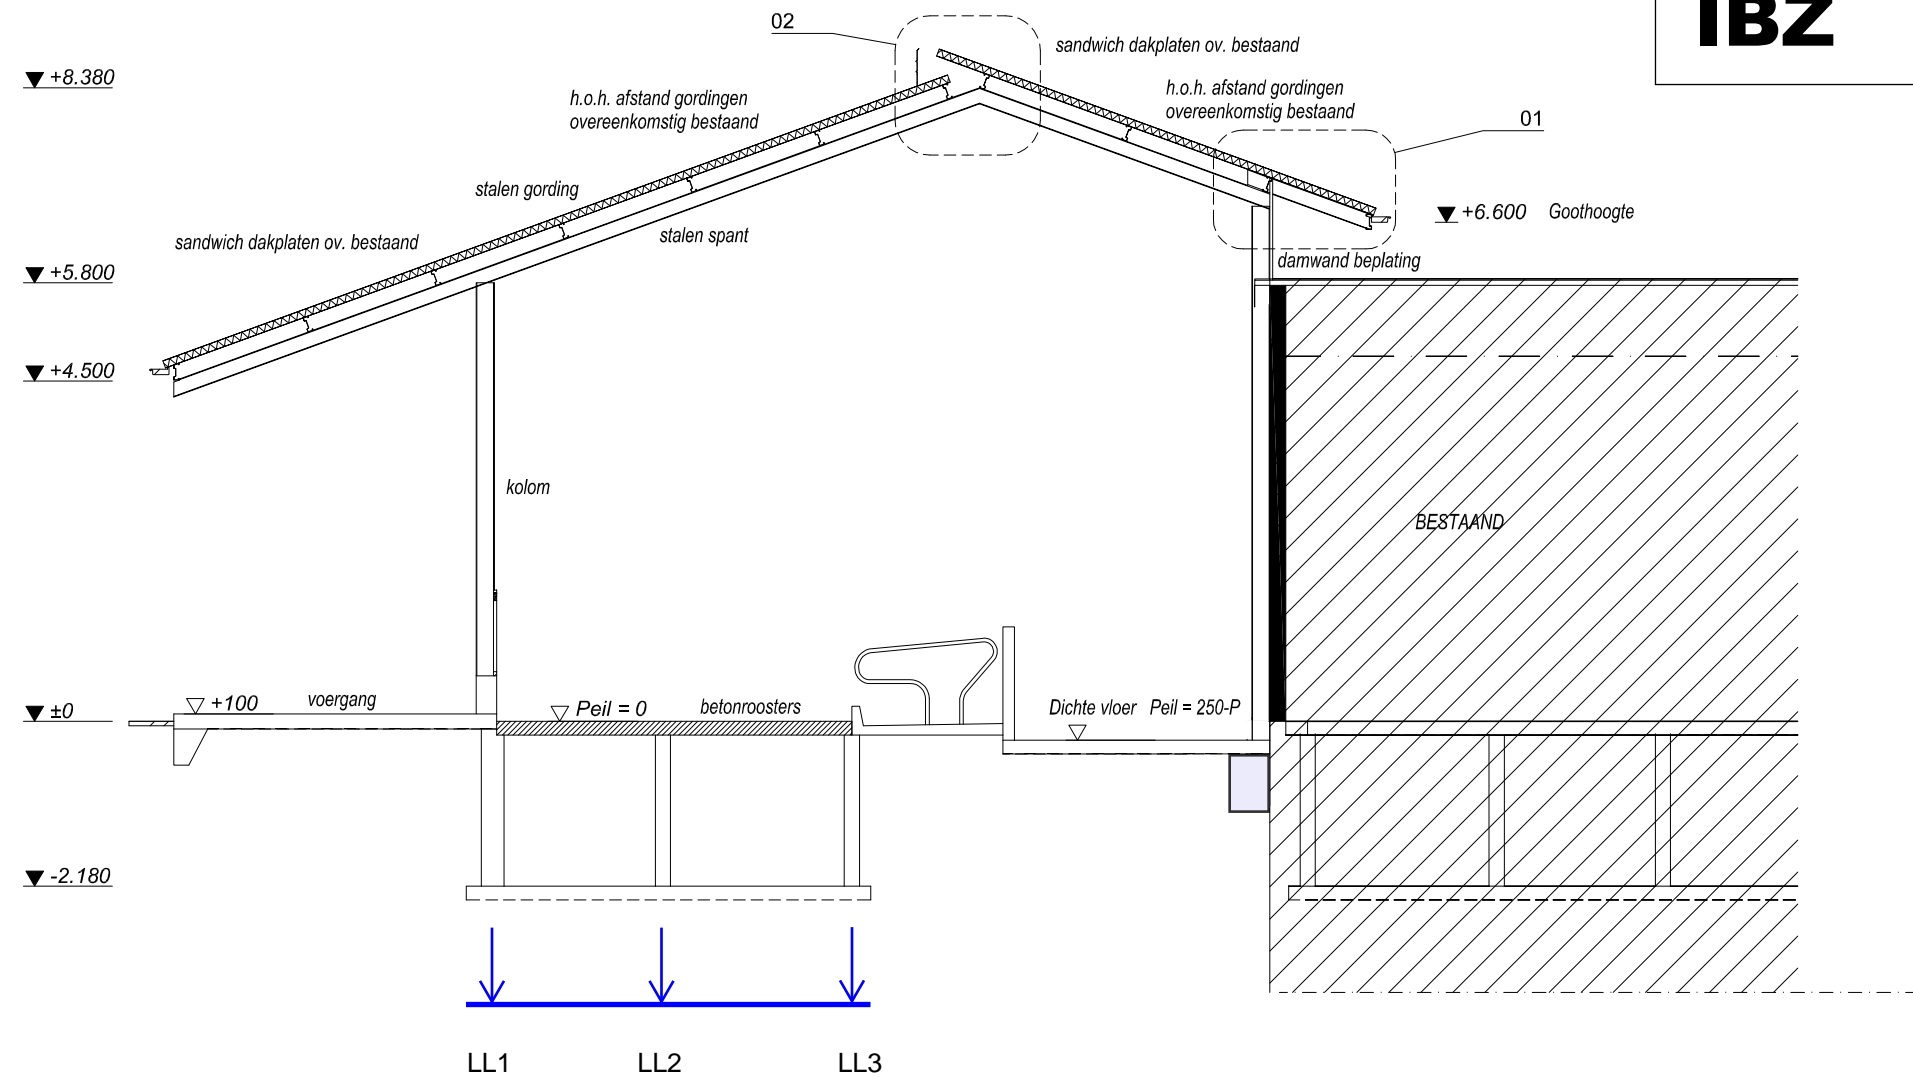 02
IBZ
sandwich dakplaten ov. bestaand
+8.380
h.o.h. afstand gordingen
overeenkomstig bestaand
h.o.h. afstand gordingen
overeenkomstig bestaand
01
stalen gording
+6.600 Goothoogte
stalen spant
sandwich dakplaten ov. bestaand
damwand beplating
+5.800
+4.500
kolom
BESTAAND
±0
+100
voergang
Peil = 0
betonroosters
Dichte vloer Peil = 250-P
-2.180
LL1
LL2
LL3